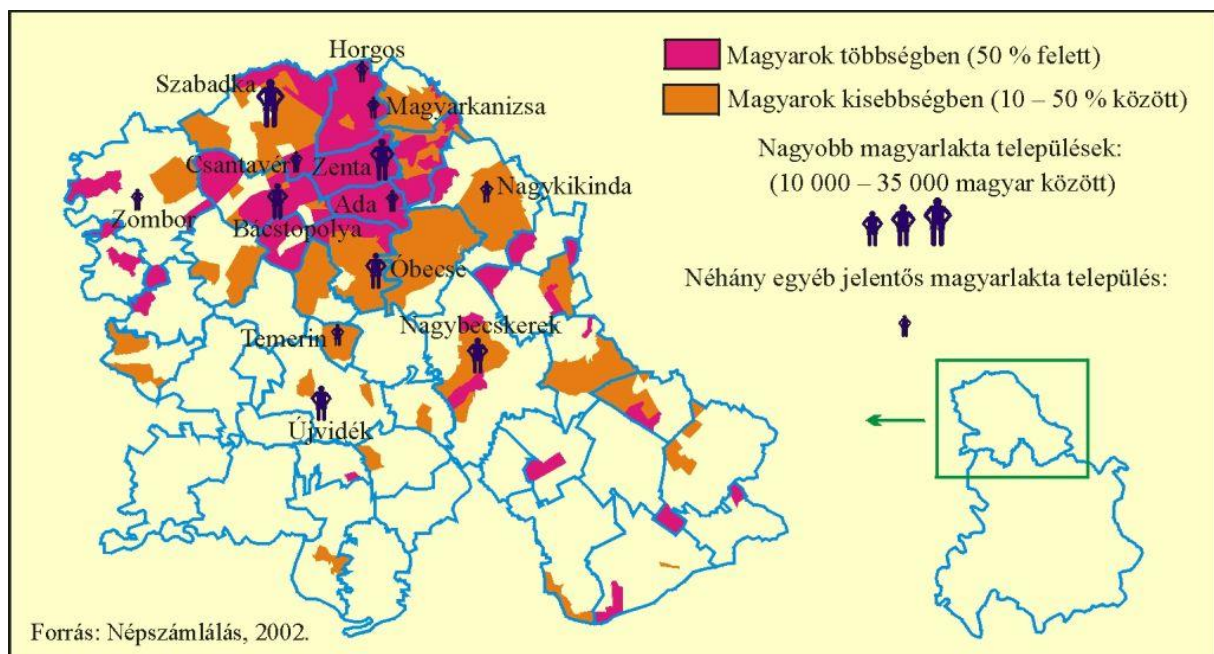 Horgos
Szabadka
Magyarkanizsa
Csantavér
Zenta
Nagykikinda
Zombor
Ada
Bácstopolya
Óbecse
Temerin
Nagybecskerek
Újvidék
Magyarok többségben (50 % felett)
Magyarok kisebbségben (10 – 50 % között)
Nagyobb magyarlakta települések:
(10 000 – 35 000 magyar között)
Néhány egyéb jelentős magyarlakta település:
Forrás: Népszámlálás, 2002.